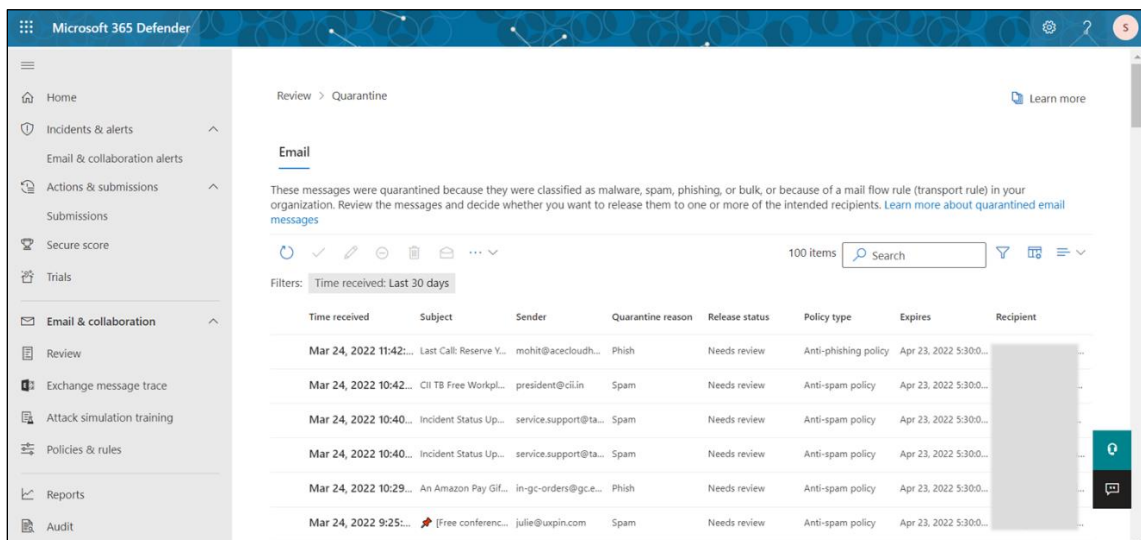 Microsoft 365 Defender
S
Home
Incidents & alerts
Email & collaboration alerts
Actions & submissions
Submissions
Secure score
Trials
Email & collaboration
Review
Exchange message trace
Attack simulation training
Policies & rules
Reports
Audit
Review > Quarantine
Learn more
Email
These messages were quarantined because they were classified as malware, spam, phishing, or bulk, or because of a mail flow rule (transport rule) in your
organization. Review the messages and decide whether you want to release them to one or more of the intended recipients. Learn more about quarantined email
messages
100 items Search
Filters: Time received: Last 30 days
Time received Subject Sender Quarantine reason Release status Policy type Expires Recipient
Mar 24, 2022 11:42:... Last Call: Reserve Y... mohit@acecloudh... Phish Needs review Anti-phishing policy Apr 23, 2022 5:30:0...
Mar 24, 2022 10:42... CII TB Free Workpl... president@cii.in Spam Needs review Anti-spam policy Apr 23, 2022 5:30:0...
Mar 24, 2022 10:40... Incident Status Up... service.support@ta... Spam Needs review Anti-spam policy Apr 23, 2022 5:30:0...
Mar 24, 2022 10:40... Incident Status Up... service.support@ta... Spam Needs review Anti-spam policy Apr 23, 2022 5:30:0...
Mar 24, 2022 10:29... An Amazon Pay Gif... in-gc-orders@gc.e... Phish Needs review Anti-spam policy Apr 23, 2022 5:30:0...
Mar 24, 2022 9:25:... 📌 [Free conferenc... julie@uxpin.com Spam Needs review Anti-spam policy Apr 23, 2022 5:30:0...